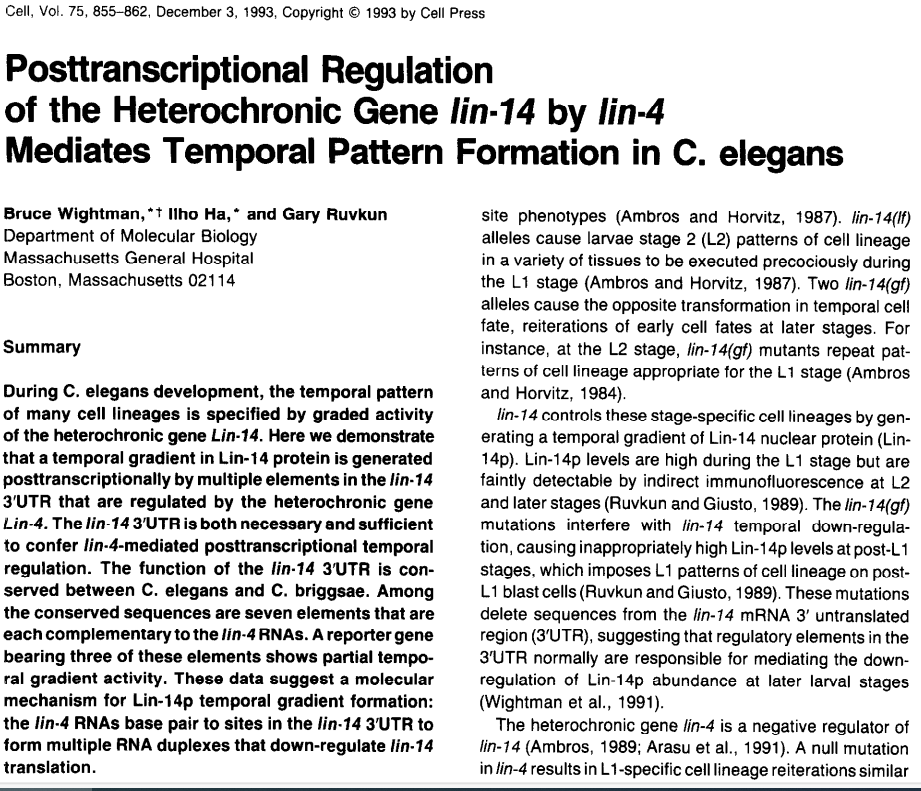 Cell, Vol. 75, 855–862, December 3, 1993, Copyright © 1993 by Cell Press
Posttranscriptional Regulation
of the Heterochronic Gene lin-14 by lin-4
Mediates Temporal Pattern Formation in C. elegans
Bruce Wightman,*† Ilho Ha,* and Gary Ruvkun
Department of Molecular Biology
Massachusetts General Hospital
Boston, Massachusetts 02114
Summary
During C. elegans development, the temporal pattern
of many cell lineages is specified by graded activity
of the heterochronic gene Lin-14. Here we demonstrate
that a temporal gradient in Lin-14 protein is generated
posttranscriptionally by multiple elements in the lin-14
3′UTR that are regulated by the heterochronic gene
Lin-4. The lin-14 3′UTR is both necessary and sufficient
to confer lin-4-mediated posttranscriptional temporal
regulation. The function of the lin-14 3′UTR is con-
served between C. elegans and C. briggsae. Among
the conserved sequences are seven elements that are
each complementary to the lin-4 RNAs. A reporter gene
bearing three of these elements shows partial tempo-
ral gradient activity. These data suggest a molecular
mechanism for Lin-14p temporal gradient formation:
the lin-4 RNAs base pair to sites in the lin-14 3′UTR to
form multiple RNA duplexes that down-regulate lin-14
translation.
site phenotypes (Ambros and Horvitz, 1987). lin-14(lf)
alleles cause larvae stage 2 (L2) patterns of cell lineage
in a variety of tissues to be executed precociously during
the L1 stage (Ambros and Horvitz, 1987). Two lin-14(gf)
alleles cause the opposite transformation in temporal cell
fate, reiterations of early cell fates at later stages. For
instance, at the L2 stage, lin-14(gf) mutants repeat pat-
terns of cell lineage appropriate for the L1 stage (Ambros
and Horvitz, 1984).
lin-14 controls these stage-specific cell lineages by gen-
erating a temporal gradient of Lin-14 nuclear protein (Lin-
14p). Lin-14p levels are high during the L1 stage but are
faintly detectable by indirect immunofluorescence at L2
and later stages (Ruvkun and Giusto, 1989). The lin-14(gf)
mutations interfere with lin-14 temporal down-regula-
tion, causing inappropriately high Lin-14p levels at post-L1
stages, which imposes L1 patterns of cell lineage on post-
L1 blast cells (Ruvkun and Giusto, 1989). These mutations
delete sequences from the lin-14 mRNA 3′ untranslated
region (3′UTR), suggesting that regulatory elements in the
3′UTR normally are responsible for mediating the down-
regulation of Lin-14p abundance at later larval stages
(Wightman et al., 1991).
The heterochronic gene lin-4 is a negative regulator of
lin-14 (Ambros, 1989; Arasu et al., 1991). A null mutation
in lin-4 results in L1-specific cell lineage reiterations similar